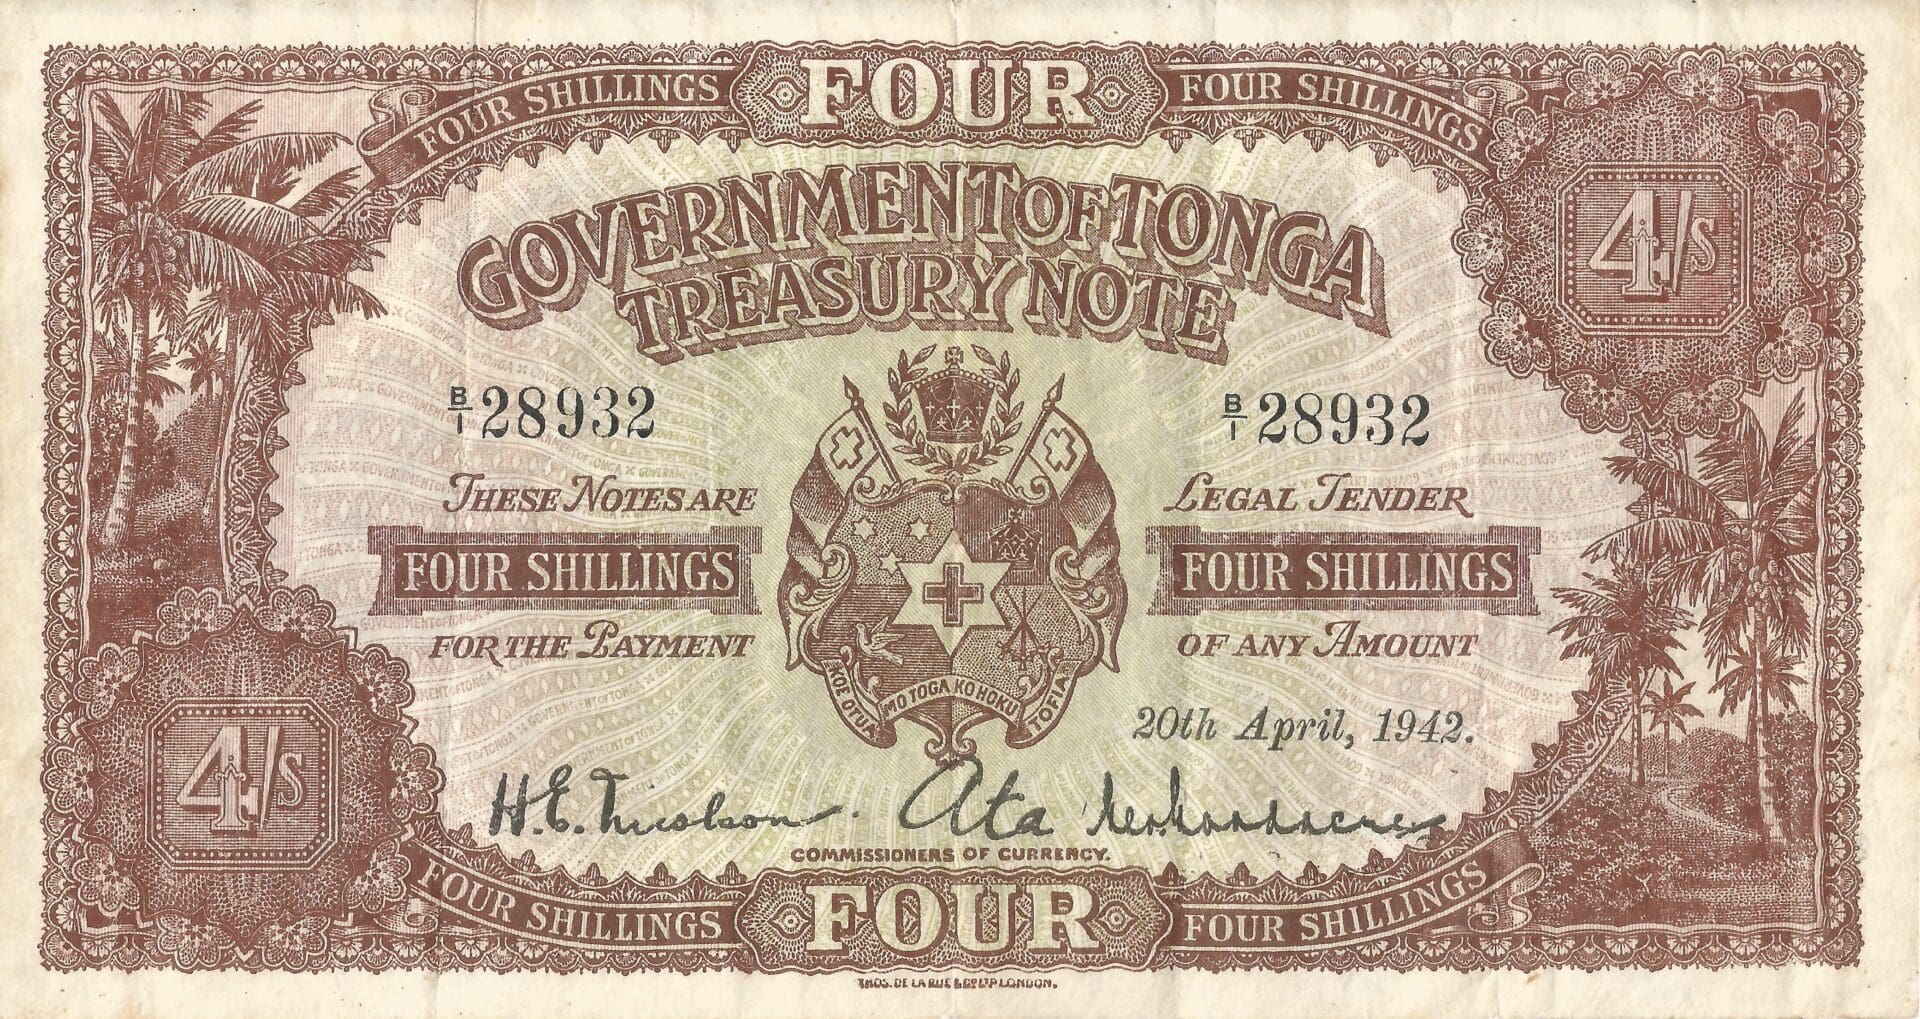 FOUR SHILLINGS FOUR FOUR SHILLINGS
4/s
GOVERNMENT OF TONGA
TREASURY NOTE
B/1 28932 B/1 28932
THESE NOTES ARE LEGAL TENDER
FOUR SHILLINGS FOUR SHILLINGS
FOR THE PAYMENT OF ANY AMOUNT
KOE OTUA MO TOGA KO HOKU TOFIA
20th April, 1942.
4/s
H.E. Nicolson. Ata
COMMISSIONERS OF CURRENCY.
FOUR SHILLINGS FOUR FOUR SHILLINGS
THOS. DE LA RUE & CO LTD LONDON.